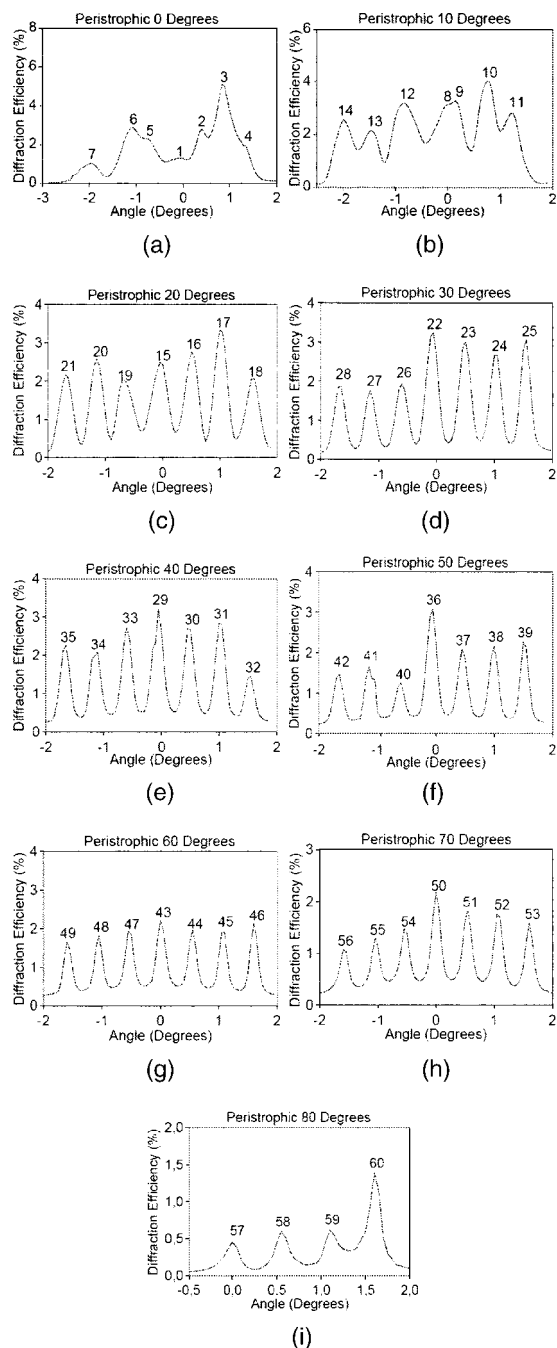 Peristrophic 0 Degrees
Diffraction Efficiency (%)
8
6
4
2
0
7
6
5
1
2
3
4
-3 -2 -1 0 1 2
Angle (Degrees)
(a)
Peristrophic 10 Degrees
Diffraction Efficiency (%)
6
4
2
0
14
13
12
8
9
10
11
-2 -1 0 1 2
Angle (Degrees)
(b)
Peristrophic 20 Degrees
Diffraction Efficiency (%)
4
3
2
1
0
21
20
19
15
16
17
18
-2 -1 0 1 2
Angle (Degrees)
(c)
Peristrophic 30 Degrees
Diffraction Efficiency (%)
4
3
2
1
0
28
27
26
22
23
24
25
-2 -1 0 1 2
Angle (Degrees)
(d)
Peristrophic 40 Degrees
Diffraction Efficiency (%)
4
3
2
1
0
35
34
33
29
30
31
32
-2 -1 0 1 2
Angle (Degrees)
(e)
Peristrophic 50 Degrees
Diffraction Efficiency (%)
4
3
2
1
0
42
41
40
36
37
38
39
-2 -1 0 1 2
Angle (Degrees)
(f)
Peristrophic 60 Degrees
Diffraction Efficiency (%)
4
3
2
1
0
49
48
47
43
44
45
46
-2 -1 0 1 2
Angle (Degrees)
(g)
Peristrophic 70 Degrees
Diffraction Efficiency (%)
3
2
1
0
56
55
54
50
51
52
53
-2 -1 0 1 2
Angle (Degrees)
(h)
Peristrophic 80 Degrees
Diffraction Efficiency (%)
2,0
1,5
1,0
0,5
0,0
57
58
59
60
-0,5 0,0 0,5 1,0 1,5 2,0
Angle (Degrees)
(i)